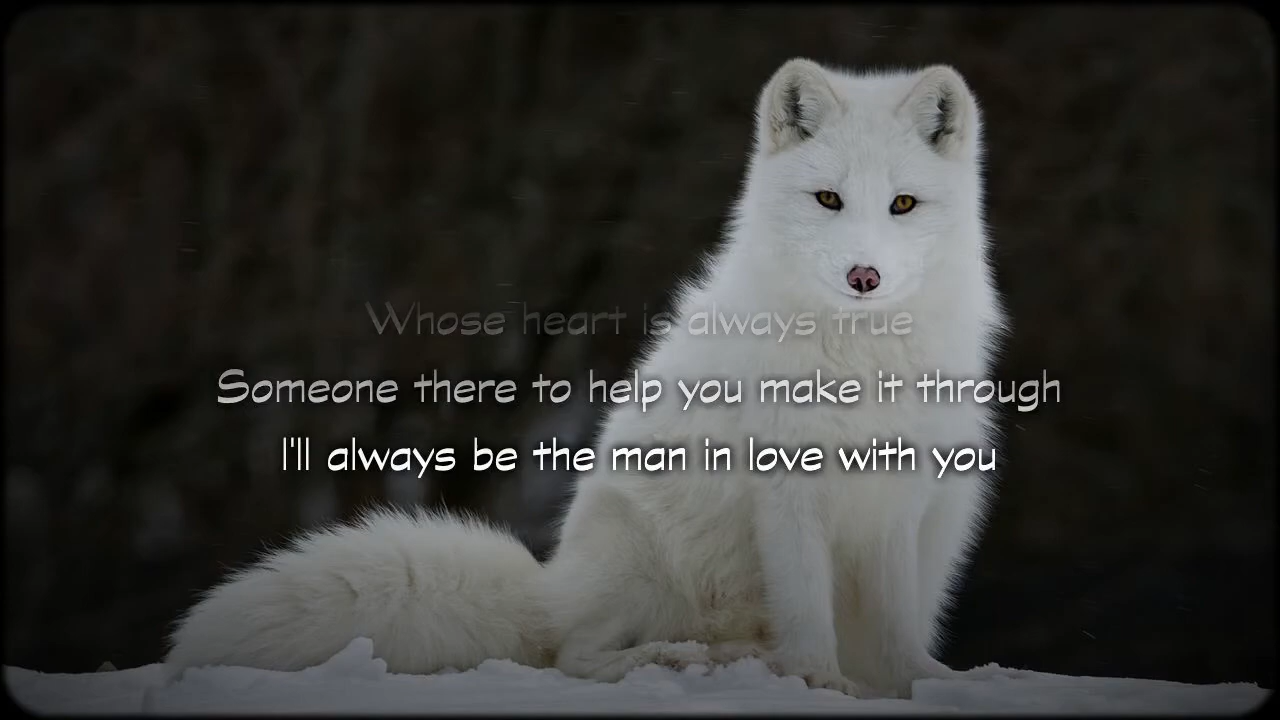 Whose heart is always true
Someone there to help you make it through
I'll always be the man in love with you